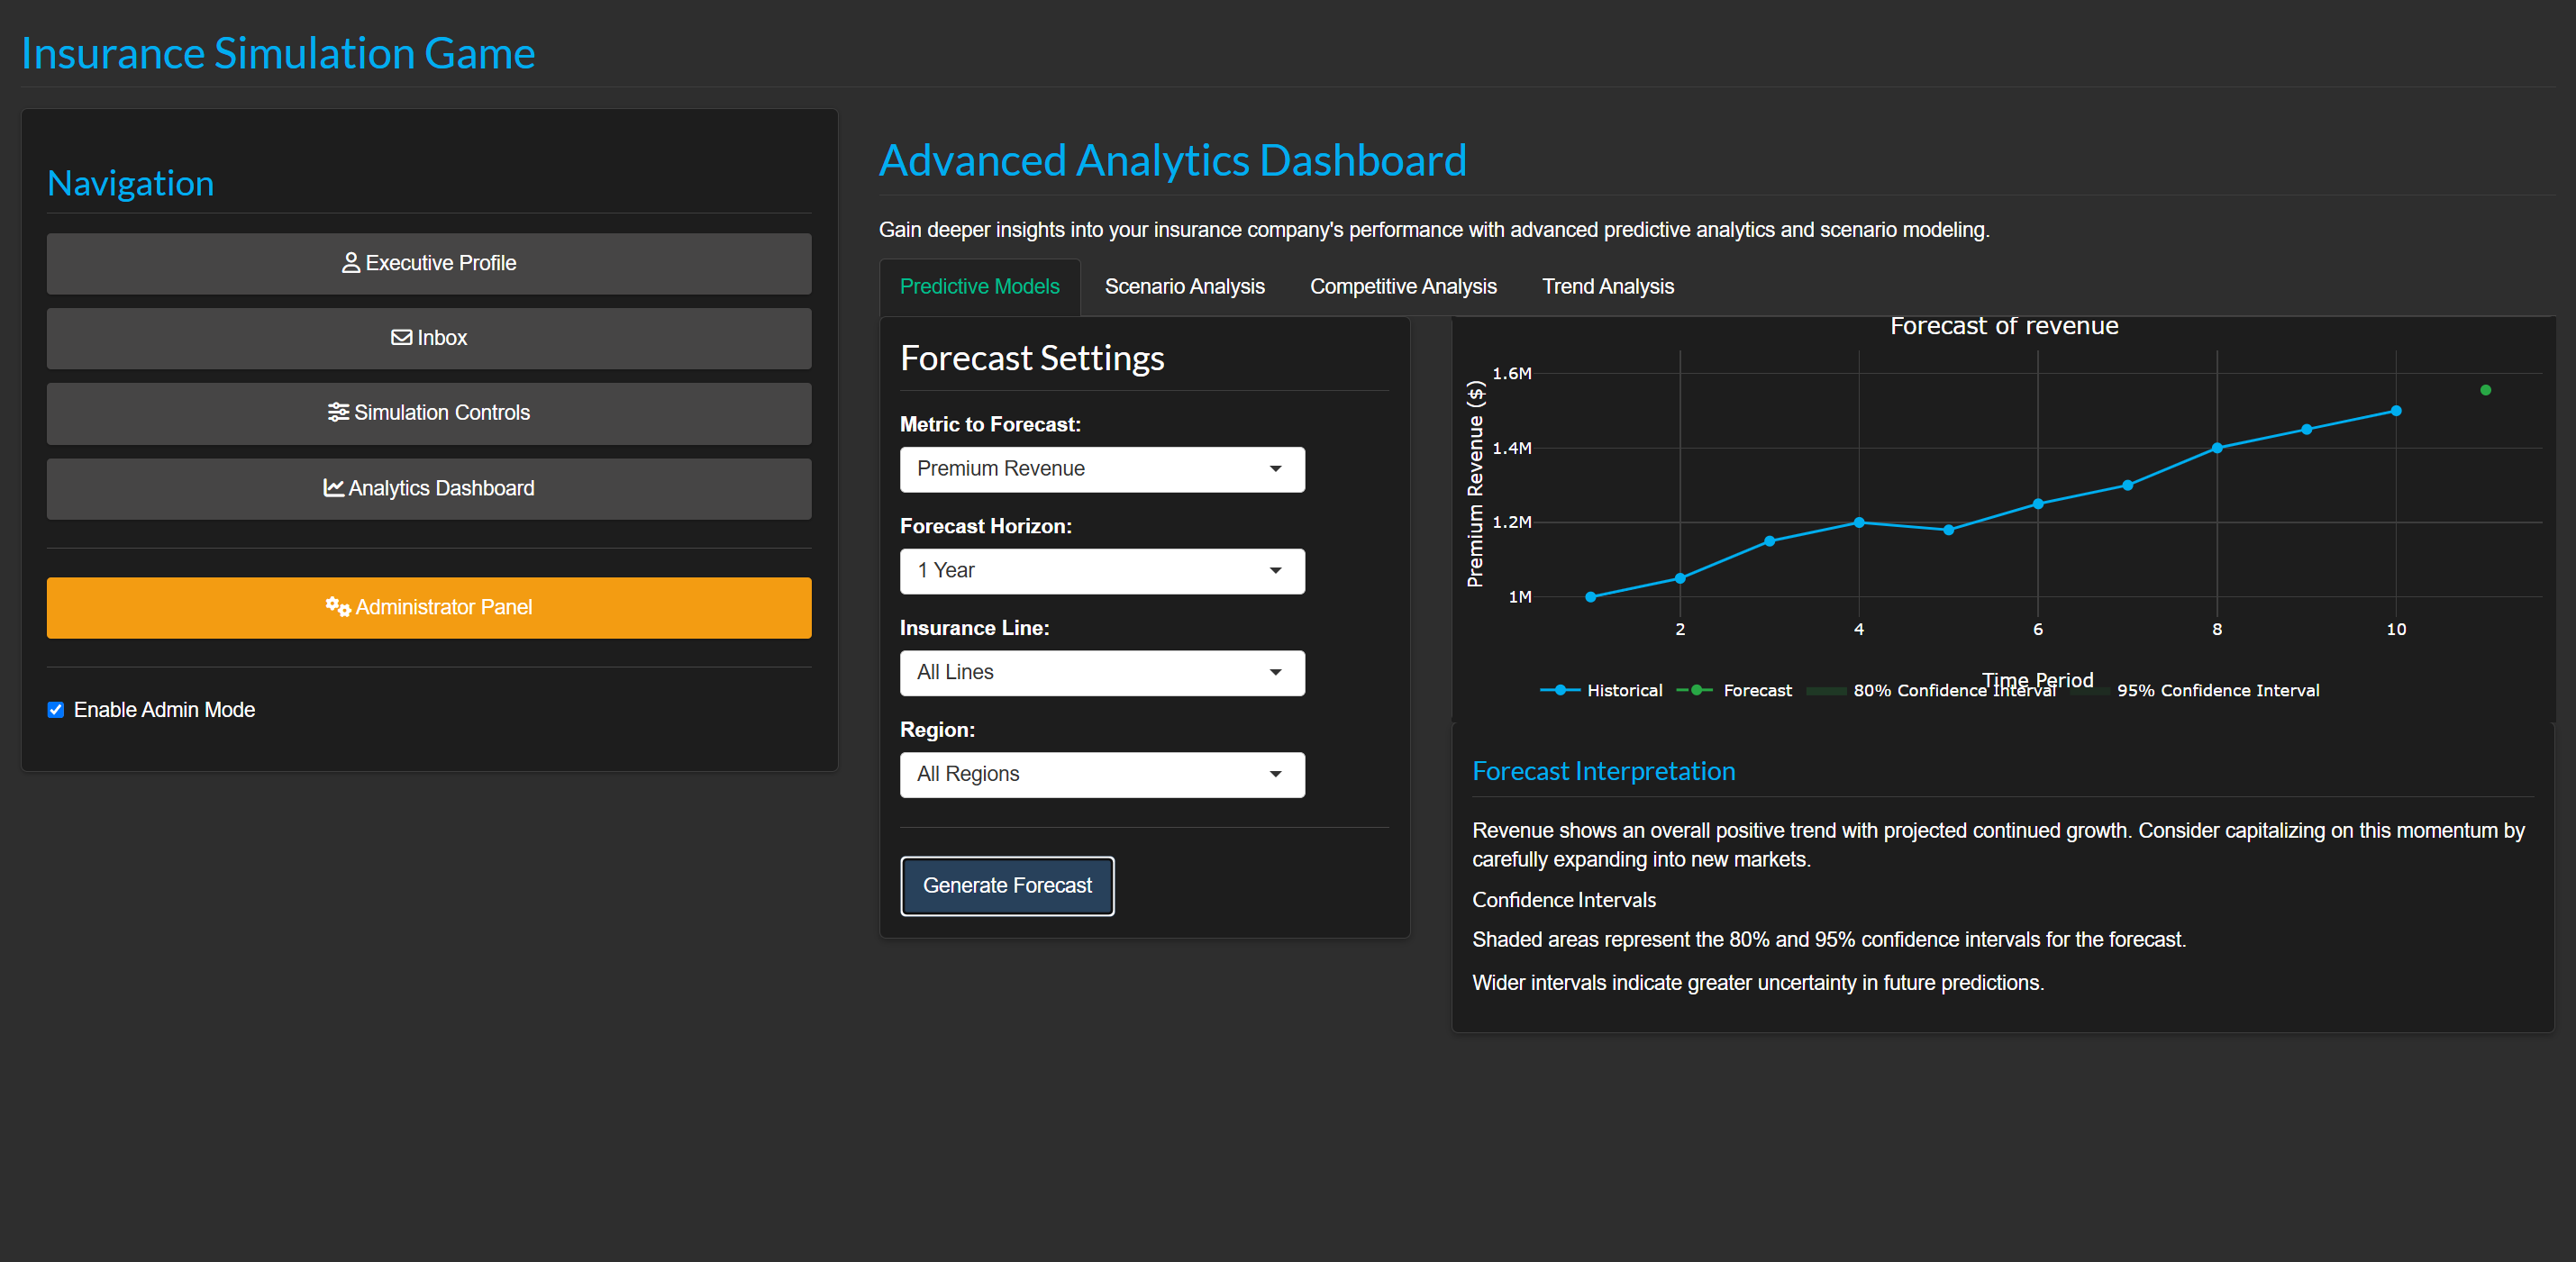 Insurance Simulation Game
Navigation
Executive Profile
Inbox
Simulation Controls
Analytics Dashboard
Administrator Panel
Enable Admin Mode
Advanced Analytics Dashboard
Gain deeper insights into your insurance company's performance with advanced predictive analytics and scenario modeling.
Predictive Models
Scenario Analysis
Competitive Analysis
Trend Analysis
Forecast Settings
Metric to Forecast:
Premium Revenue
Forecast Horizon:
1 Year
Insurance Line:
All Lines
Region:
All Regions
Generate Forecast
Forecast of revenue
Premium Revenue ($)
1.6M
1.4M
1.2M
1M
2 4 6 8 10
Time Period
Historical Forecast 80% Confidence Interval 95% Confidence Interval
Forecast Interpretation
Revenue shows an overall positive trend with projected continued growth. Consider capitalizing on this momentum by
carefully expanding into new markets.
Confidence Intervals
Shaded areas represent the 80% and 95% confidence intervals for the forecast.
Wider intervals indicate greater uncertainty in future predictions.